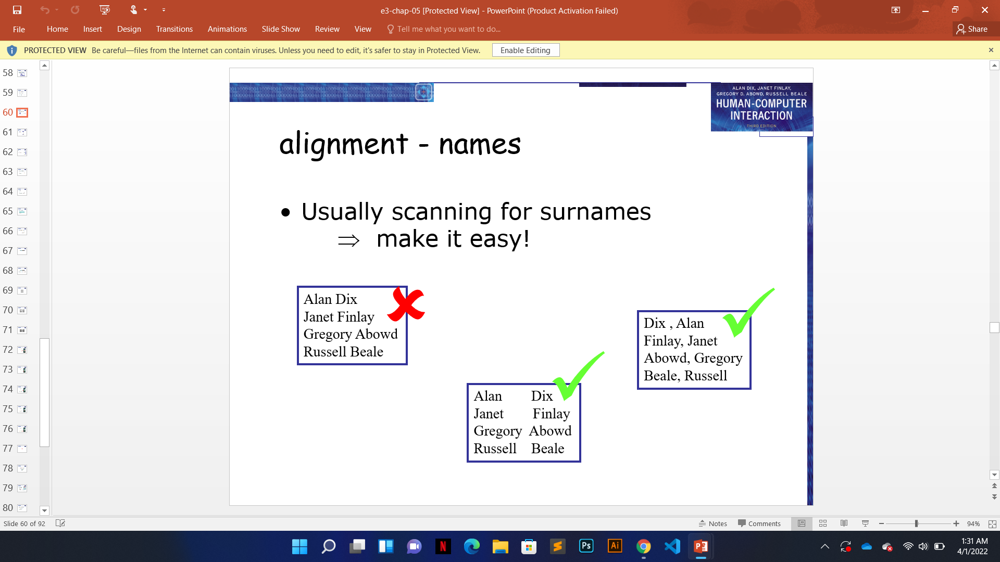 e3-chap-05 [Protected View] - PowerPoint (Product Activation Failed)
File Home Insert Design Transitions Animations Slide Show Review View Tell me what you want to do... Share
PROTECTED VIEW Be careful—files from the Internet can contain viruses. Unless you need to edit, it's safer to stay in Protected View. Enable Editing
58
59
60
61
62
63
64
65
66
67
68
69
70
71
72
73
74
75
76
77
78
79
80
ALAN DIX, JANET FINLAY,
GREGORY D. ABOWD, RUSSELL BEALE
HUMAN-COMPUTER
INTERACTION
THIRD EDITION
alignment - names
• Usually scanning for surnames
⇒ make it easy!
Alan Dix
Janet Finlay
Gregory Abowd
Russell Beale
Alan Dix
Janet Finlay
Gregory Abowd
Russell Beale
Dix , Alan
Finlay, Janet
Abowd, Gregory
Beale, Russell
Slide 60 of 92 Notes Comments 94%
N Ps Ai P
1:31 AM
4/1/2022